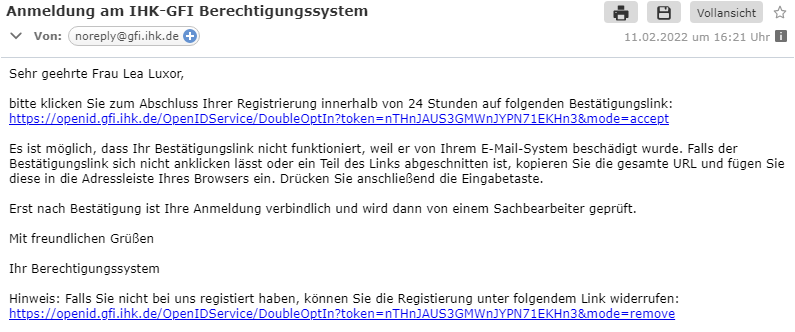 Anmeldung am IHK-GFI Berechtigungssystem
Vollansicht
Von: noreply@gfi.ihk.de
11.02.2022 um 16:21 Uhr
Sehr geehrte Frau Lea Luxor,
bitte klicken Sie zum Abschluss Ihrer Registrierung innerhalb von 24 Stunden auf folgenden Bestätigungslink:
https://openid.gfi.ihk.de/OpenIDService/DoubleOptIn?token=nTHnJAUS3GMWnJYPN71EKHn3&mode=accept
Es ist möglich, dass Ihr Bestätigungslink nicht funktioniert, weil er von Ihrem E-Mail-System beschädigt wurde. Falls der
Bestätigungslink sich nicht anklicken lässt oder ein Teil des Links abgeschnitten ist, kopieren Sie die gesamte URL und fügen Sie
diese in die Adressleiste Ihres Browsers ein. Drücken Sie anschließend die Eingabetaste.
Erst nach Bestätigung ist Ihre Anmeldung verbindlich und wird dann von einem Sachbearbeiter geprüft.
Mit freundlichen Grüßen
Ihr Berechtigungssystem
Hinweis: Falls Sie nicht bei uns registiert haben, können Sie die Registierung unter folgendem Link widerrufen:
https://openid.gfi.ihk.de/OpenIDService/DoubleOptIn?token=nTHnJAUS3GMWnJYPN71EKHn3&mode=remove